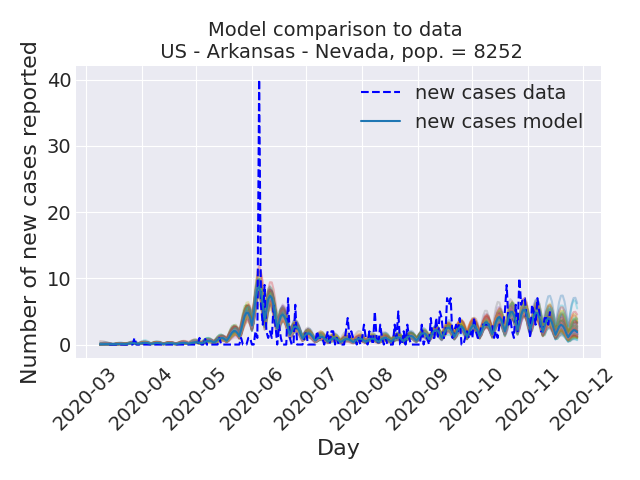 Model comparison to data
US - Arkansas - Nevada, pop. = 8252
Number of new cases reported
40
30
20
10
0
new cases data
new cases model
2020-03
2020-04
2020-05
2020-06
2020-07
2020-08
2020-09
2020-10
2020-11
2020-12
Day